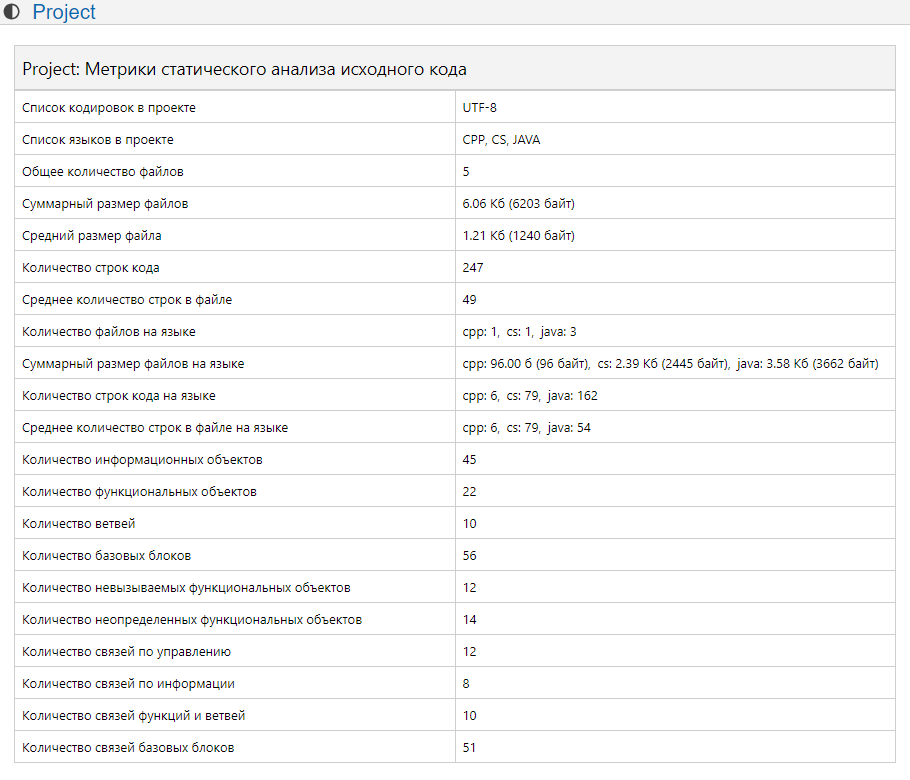 Project
Project: Метрики статического анализа исходного кода
Список кодировок в проекте UTF-8
Список языков в проекте CPP, CS, JAVA
Общее количество файлов 5
Суммарный размер файлов 6.06 Кб (6203 байт)
Средний размер файла 1.21 Кб (1240 байт)
Количество строк кода 247
Среднее количество строк в файле 49
Количество файлов на языке cpp: 1, cs: 1, java: 3
Суммарный размер файлов на языке cpp: 96.00 б (96 байт), cs: 2.39 Кб (2445 байт), java: 3.58 Кб (3662 байт)
Количество строк кода на языке cpp: 6, cs: 79, java: 162
Среднее количество строк в файле на языке cpp: 6, cs: 79, java: 54
Количество информационных объектов 45
Количество функциональных объектов 22
Количество ветвей 10
Количество базовых блоков 56
Количество невызываемых функциональных объектов 12
Количество неопределенных функциональных объектов 14
Количество связей по управлению 12
Количество связей по информации 8
Количество связей функций и ветвей 10
Количество связей базовых блоков 51